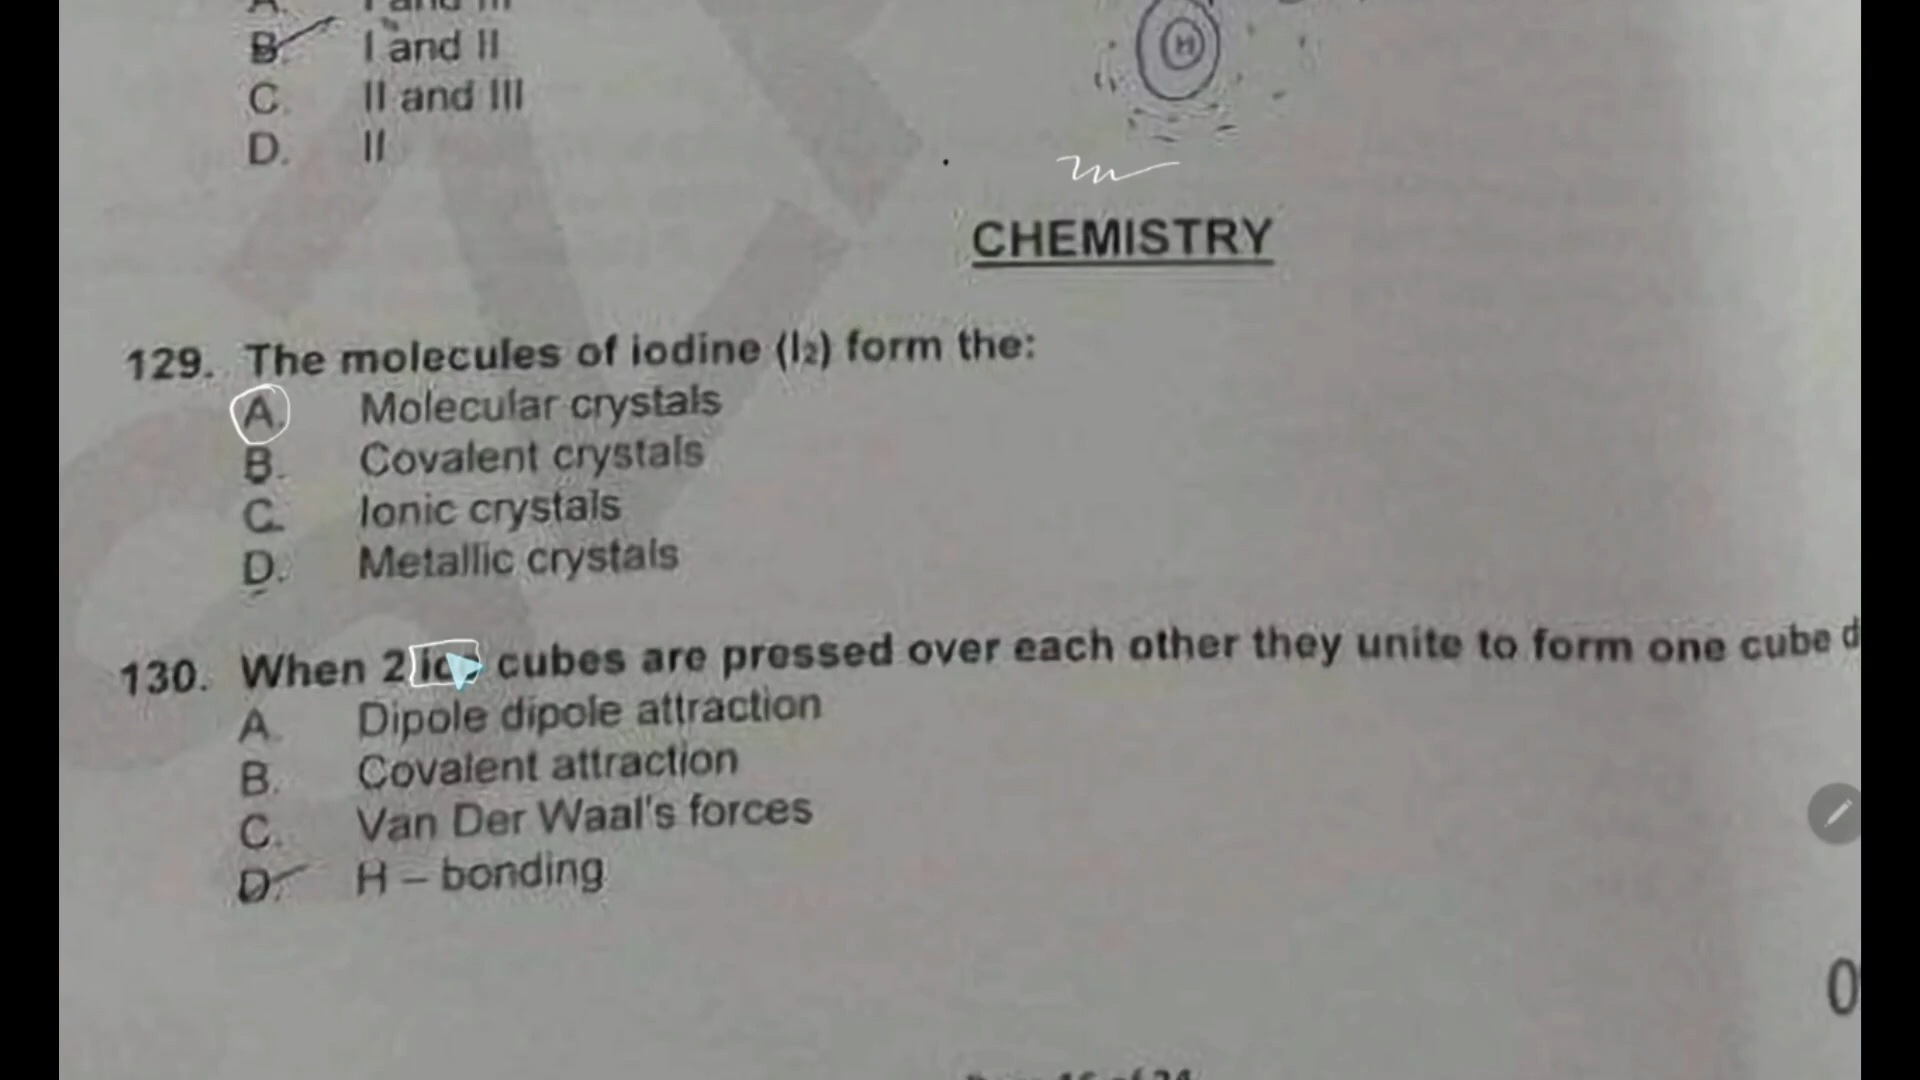 B. I and II
C. II and III
D. II
H
CHEMISTRY
129. The molecules of iodine (I₂) form the:
A. Molecular crystals
B. Covalent crystals
C. Ionic crystals
D. Metallic crystals
130. When 2 ice cubes are pressed over each other they unite to form one cube d
A. Dipole dipole attraction
B. Covalent attraction
C. Van Der Waal's forces
D. H – bonding
0